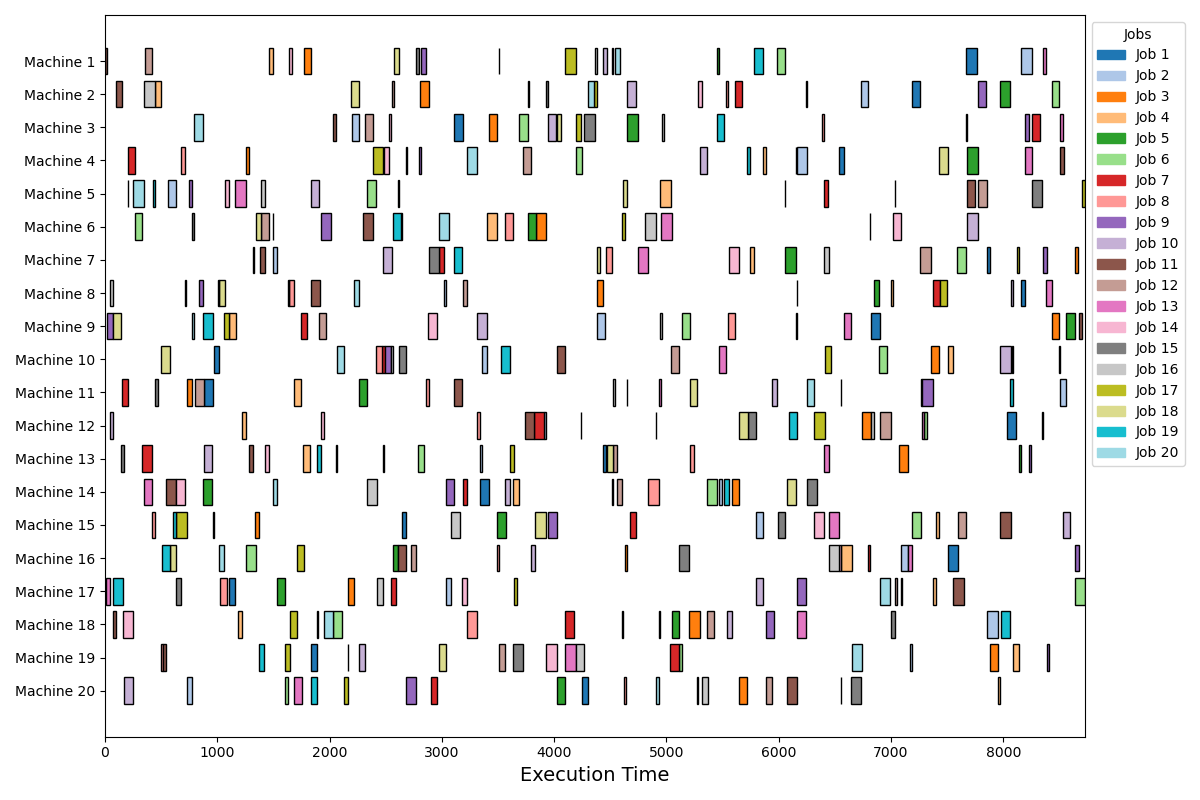 Machine 1
Machine 2
Machine 3
Machine 4
Machine 5
Machine 6
Machine 7
Machine 8
Machine 9
Machine 10
Machine 11
Machine 12
Machine 13
Machine 14
Machine 15
Machine 16
Machine 17
Machine 18
Machine 19
Machine 20
0 1000 2000 3000 4000 5000 6000 7000 8000
Execution Time
Jobs
Job 1
Job 2
Job 3
Job 4
Job 5
Job 6
Job 7
Job 8
Job 9
Job 10
Job 11
Job 12
Job 13
Job 14
Job 15
Job 16
Job 17
Job 18
Job 19
Job 20